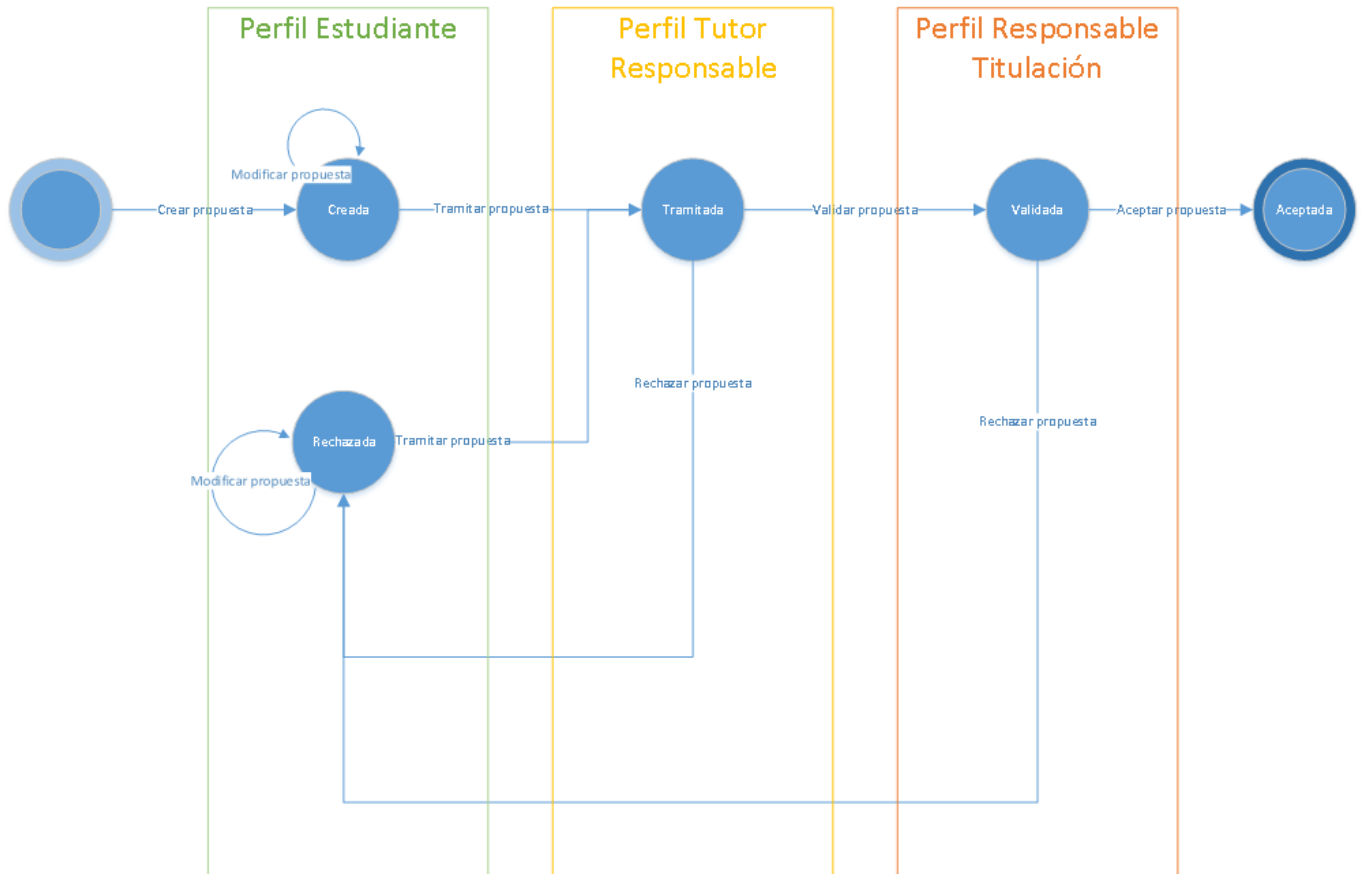 Perfil Estudiante
Perfil Tutor
Responsable
Perfil Responsable
Titulación
Modificar propuesta
Crear propuesta
Creada
Tramitar propuesta
Tramitada
Validar propuesta
Validada
Aceptar propuesta
Aceptada
Rechazar propuesta
Rechazar propuesta
Rechazada
Tramitar propuesta
Modificar propuesta